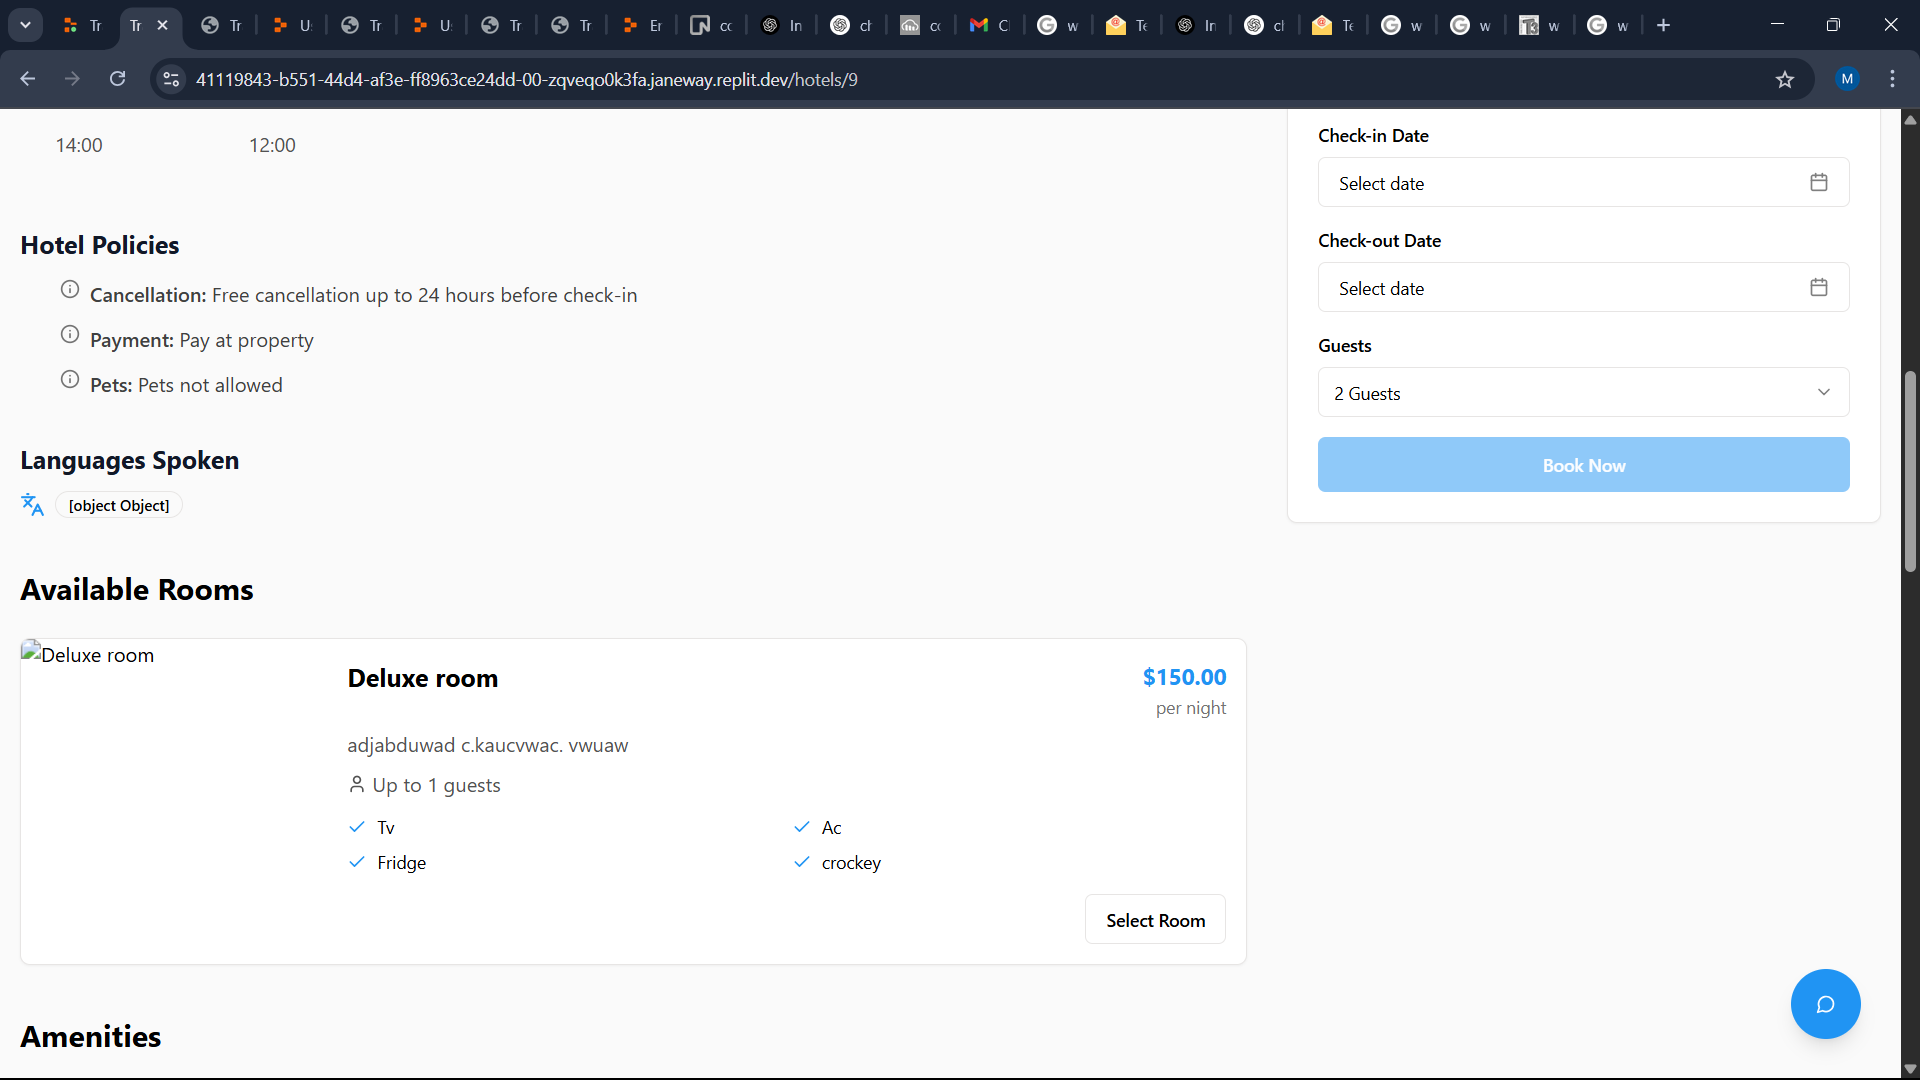 Tr
Tr
Tr
U
Tr
U
Tr
Tr
Er
cc
In
ch
cc
C
w
Te
In
cl
Te
w
w
w
w
41119843-b551-44d4-af3e-ff8963ce24dd-00-zqveqo0k3fa.janeway.replit.dev/hotels/9
M
14:00 12:00
Hotel Policies
Cancellation: Free cancellation up to 24 hours before check-in
Payment: Pay at property
Pets: Pets not allowed
Languages Spoken
[object Object]
Available Rooms
Deluxe room
Deluxe room
$150.00
per night
adjabduwad c.kaucvwac. vwuaw
Up to 1 guests
Tv Ac
Fridge crockey
Select Room
Amenities
Check-in Date
Select date
Check-out Date
Select date
Guests
2 Guests
Book Now